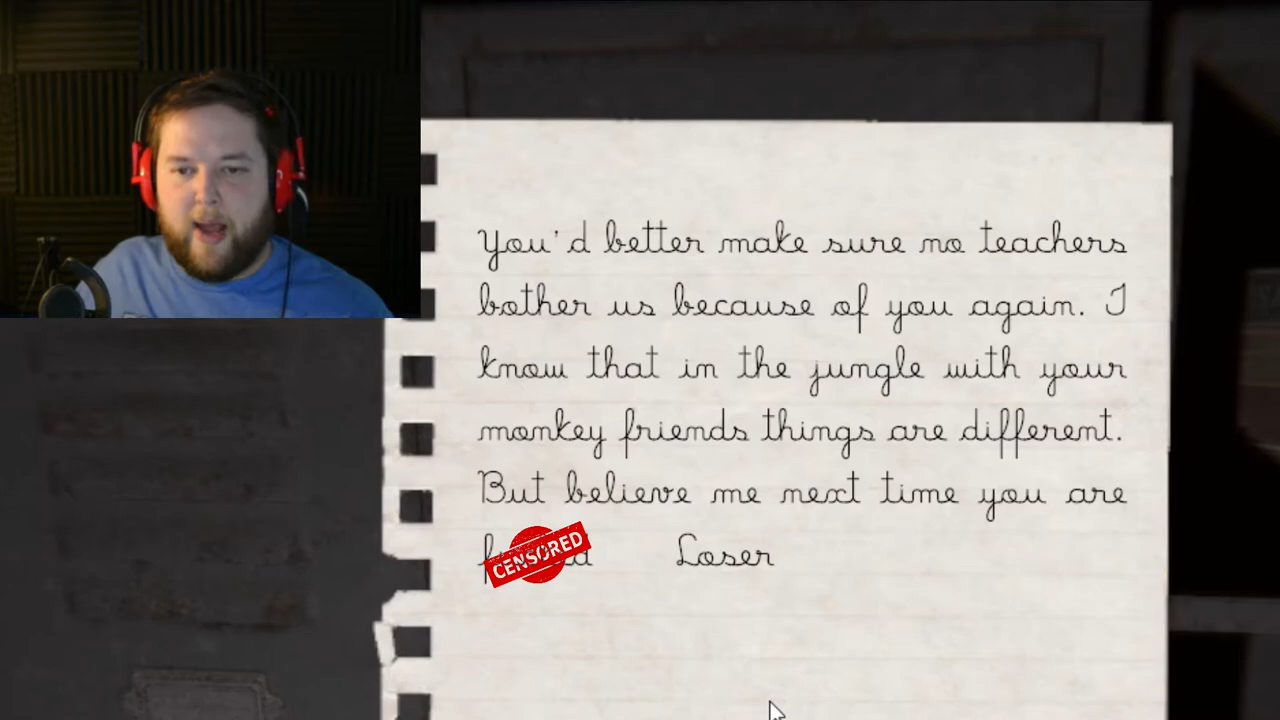 You'd better make sure no teachers
bother us because of you again. I
know that in the jungle with your
monkey friends things are different.
But believe me next time you are
CENSORED Loser